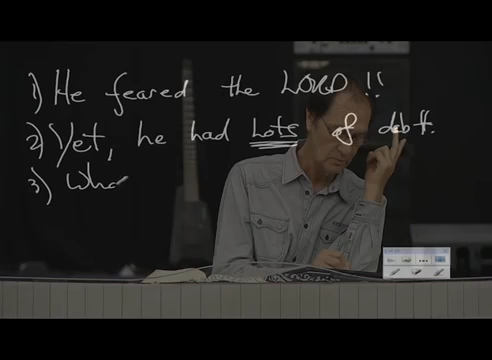 1) He feared the LORD !!
2) Yet, he had Lots of debt.
3) Wha